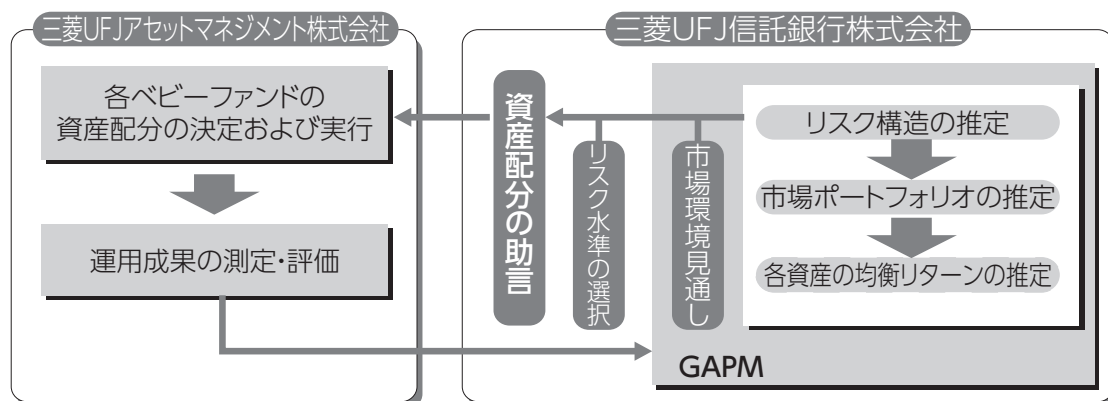 三菱UFJアセットマネジメント株式会社
各ベビーファンドの
資産配分の決定および実行
運用成果の測定・評価
三菱UFJ信託銀行株式会社
資産配分の助言
リスク水準の選択
市場環境見通し
リスク構造の推定
市場ポートフォリオの推定
各資産の均衡リターンの推定
GAPM